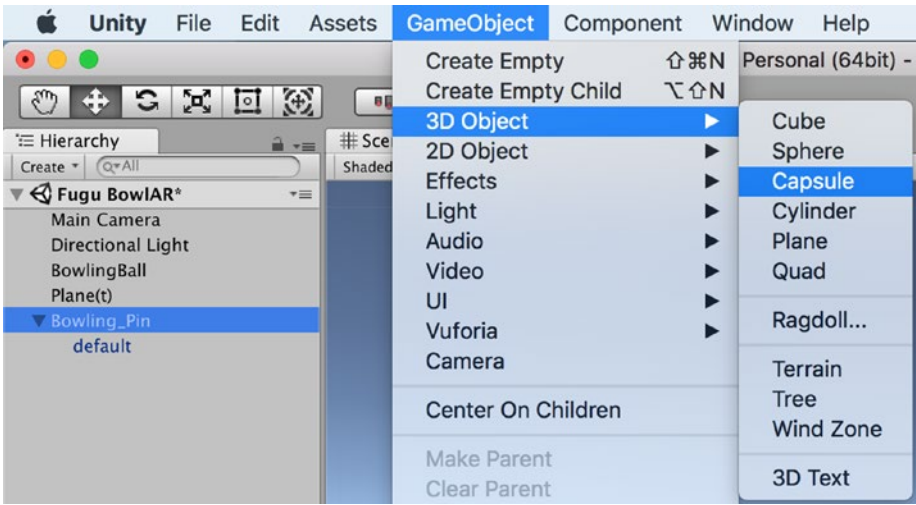 Unity File Edit Assets GameObject Component Window Help
Personal (64bit) -
Hierarchy
# Sce
Create All
Shaded
Fugu BowlAR*
Main Camera
Directional Light
BowlingBall
Plane(t)
Bowling_Pin
default
Create Empty ⇧⌘N
Create Empty Child ⌥⇧N
3D Object
2D Object
Effects
Light
Audio
Video
UI
Vuforia
Camera
Center On Children
Make Parent
Clear Parent
Cube
Sphere
Capsule
Cylinder
Plane
Quad
Ragdoll...
Terrain
Tree
Wind Zone
3D Text